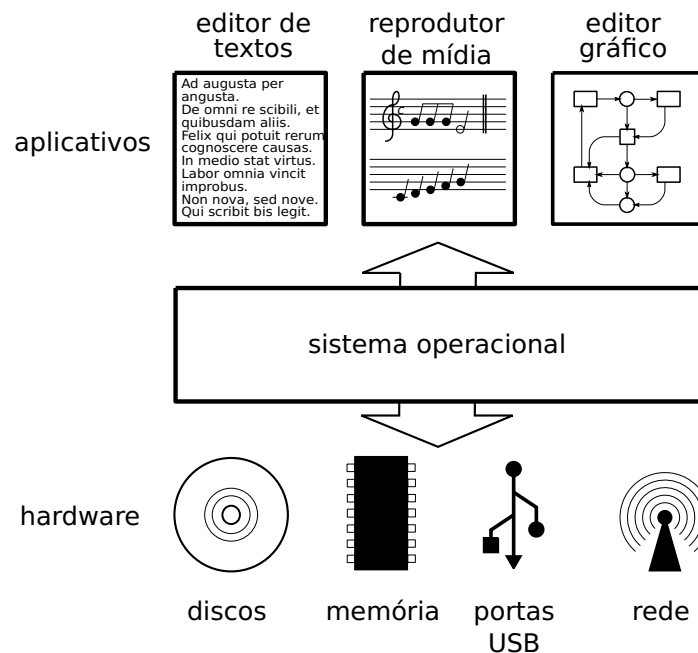 editor de
textos
reprodutor
de mídia
editor
gráfico
aplicativos
Ad augusta per
angusta.
De omni re scibili, et
quibusdam aliis.
Felix qui potuit rerum
cognoscere causas.
In medio stat virtus.
Labor omnia vincit
improbus.
Non nova, sed nove.
Qui scribit bis legit.
sistema operacional
hardware
discos
memória
portas
USB
rede